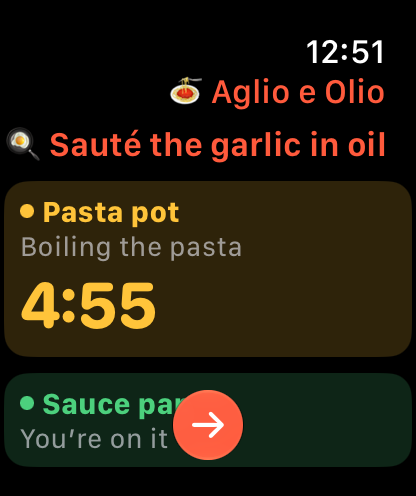 12:51
Aglio e Olio
Sauté the garlic in oil
Pasta pot
Boiling the pasta
4:55
Sauce
You’re on it